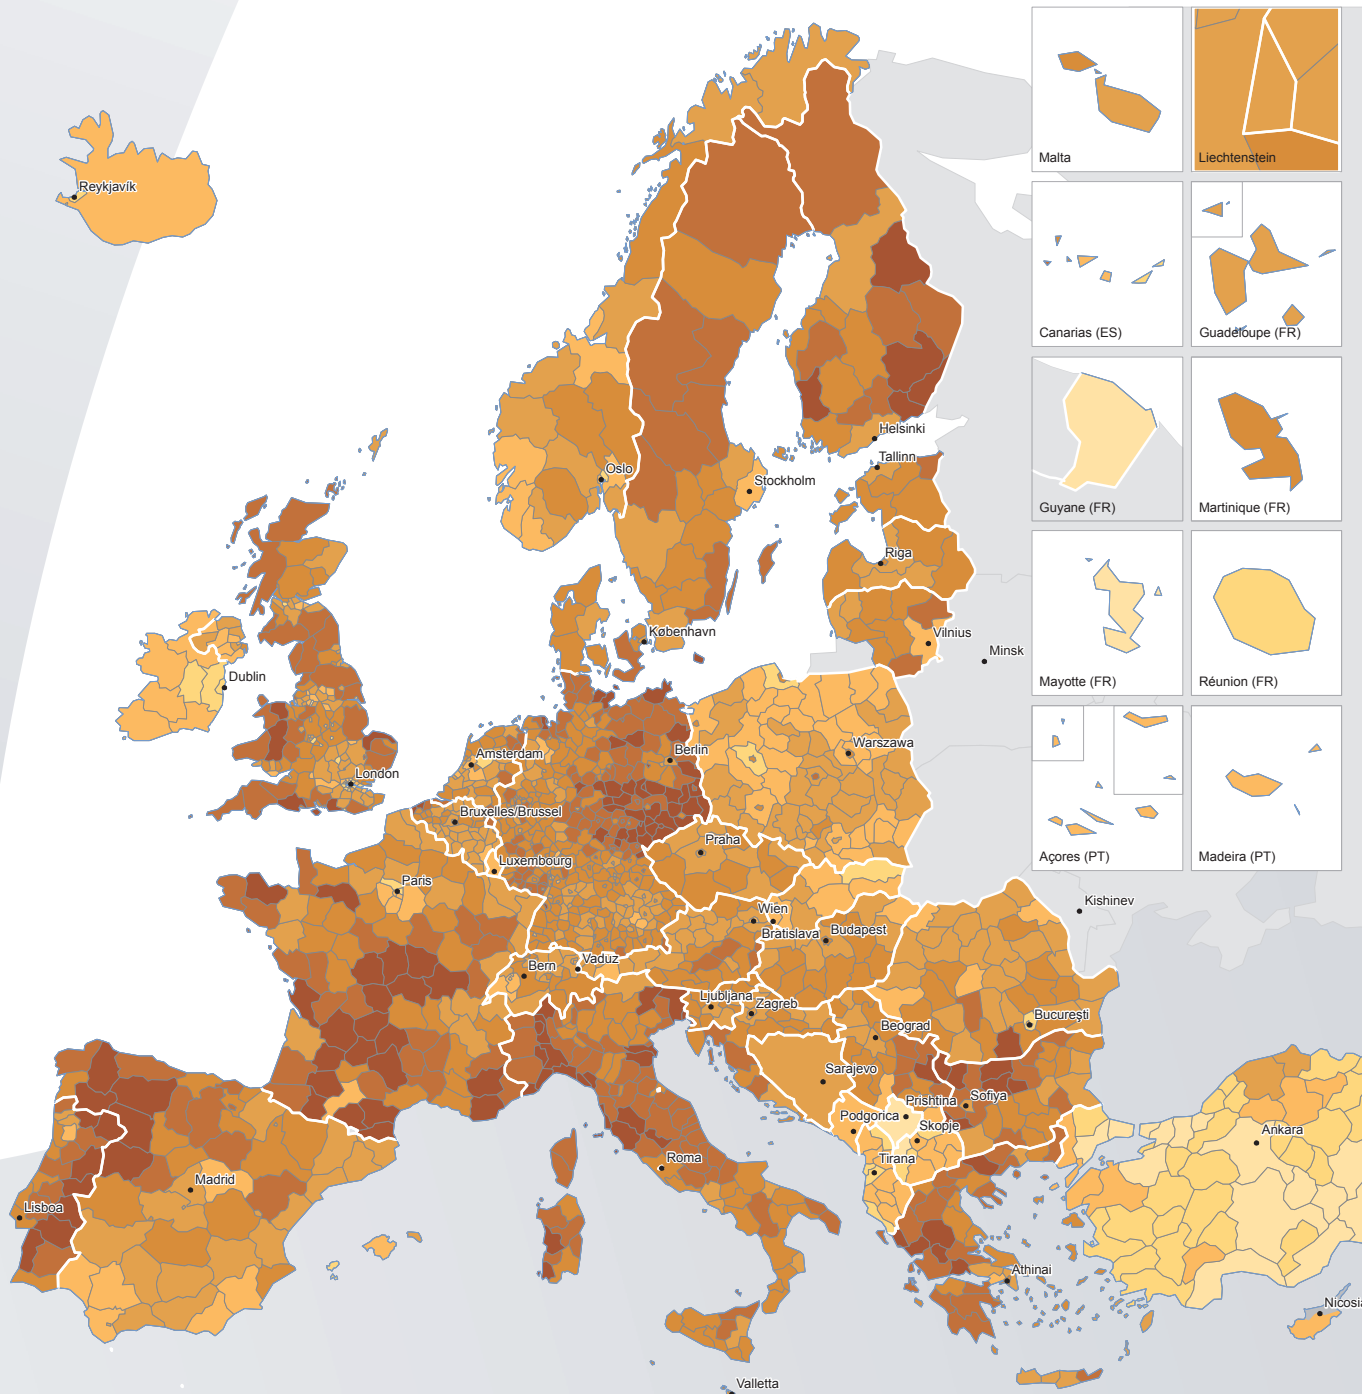 Reykjavík
Malta
Liechtenstein
Canarias (ES)
Guadeloupe (FR)
Guyane (FR)
Martinique (FR)
Mayotte (FR)
Réunion (FR)
Açores (PT)
Madeira (PT)
Helsinki
Tallinn
Oslo
Stockholm
Riga
København
Vilnius
Minsk
Dublin
Amsterdam
Berlin
Warszawa
London
Bruxelles/Brussel
Praha
Luxembourg
Paris
Kishinev
Wien
Bratislava
Budapest
Bern
Vaduz
Ljubljana
Zagreb
Bucureşti
Beograd
Sarajevo
Prishtina
Sofiya
Podgorica
Skopje
Ankara
Tirana
Roma
Madrid
Lisboa
Athinai
Nicosia
Valletta